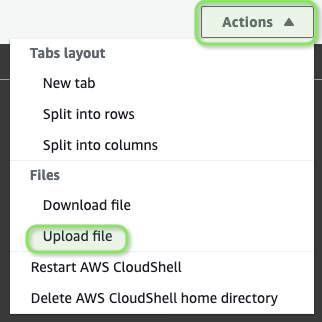 Actions
Tabs layout
New tab
Split into rows
Split into columns
Files
Download file
Upload file
Restart AWS CloudShell
Delete AWS CloudShell home directory